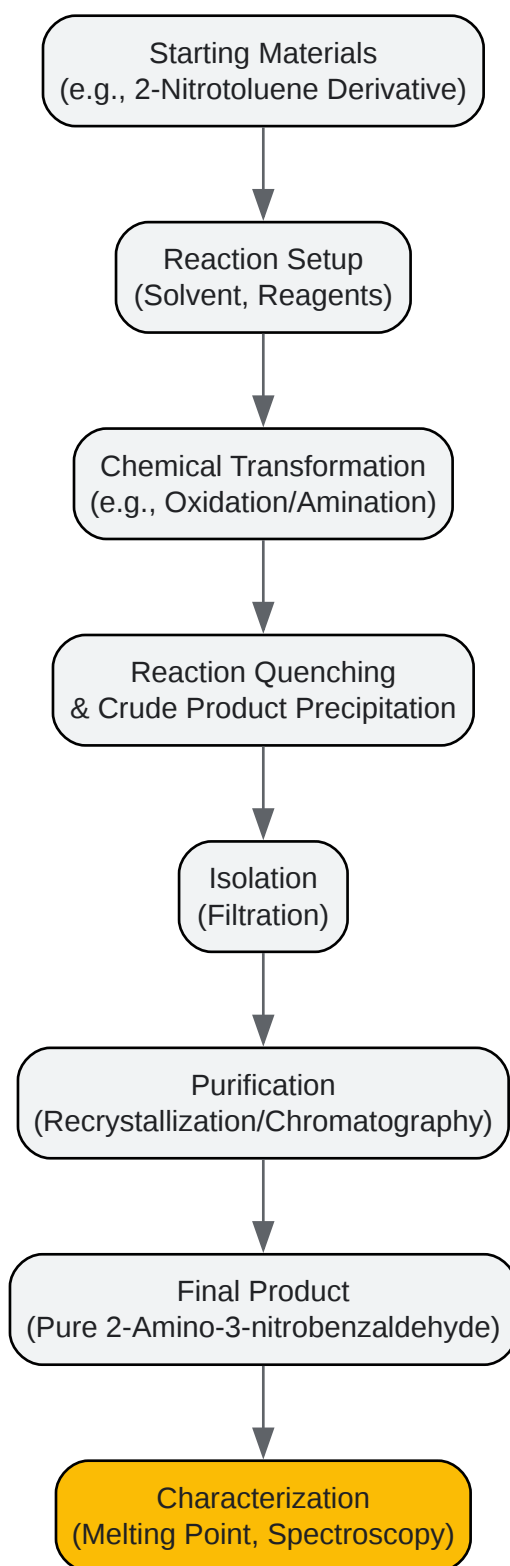 Starting Materials
(e.g., 2-Nitrotoluene Derivative)
Reaction Setup
(Solvent, Reagents)
Chemical Transformation
(e.g., Oxidation/Amination)
Reaction Quenching
& Crude Product Precipitation
Isolation
(Filtration)
Purification
(Recrystallization/Chromatography)
Final Product
(Pure 2-Amino-3-nitrobenzaldehyde)
Characterization
(Melting Point, Spectroscopy)